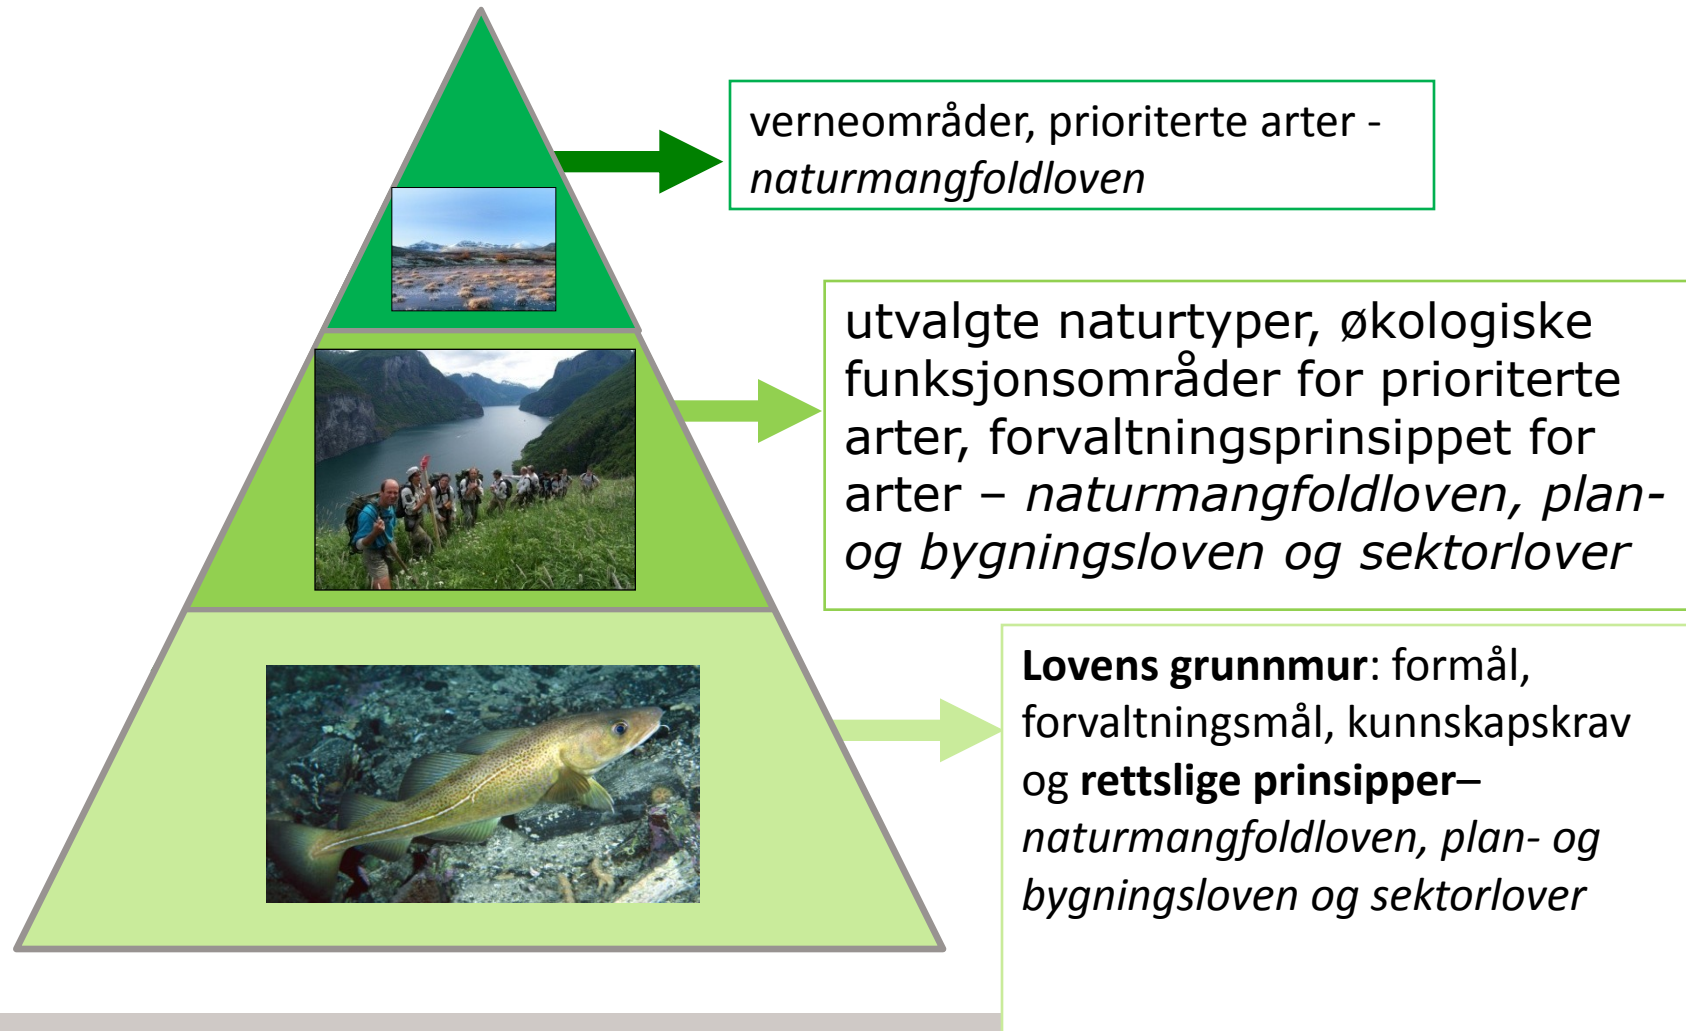 verneområder, prioriterte arter -
naturmangfoldloven
utvalgte naturtyper, økologiske
funksjonsområder for prioriterte
arter, forvaltningsprinsippet for
arter – naturmangfoldloven, plan-
og bygningsloven og sektorlover
Lovens grunnmur: formål,
forvaltningsmål, kunnskapskrav
og rettslige prinsipper–
naturmangfoldloven, plan- og
bygningsloven og sektorlover